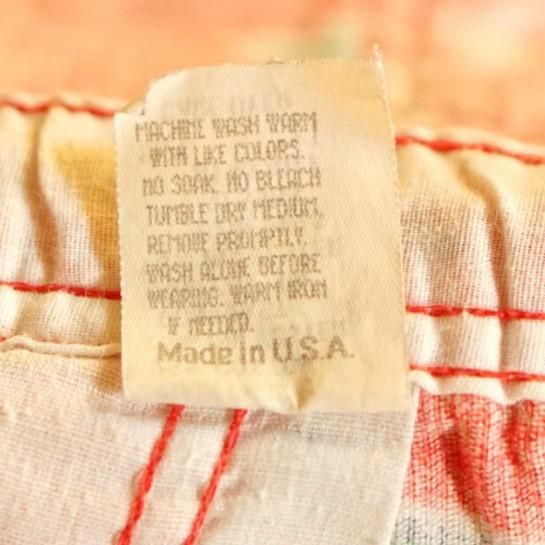 MACHINE WASH WARM
WITH LIKE COLORS.
NO SOAK. NO BLEACH
TUMBLE DRY MEDIUM.
REMOVE PROMPTLY.
WASH ALONE BEFORE
WEARING. WARM IRON
IF NEEDED.
Made in U.S.A.